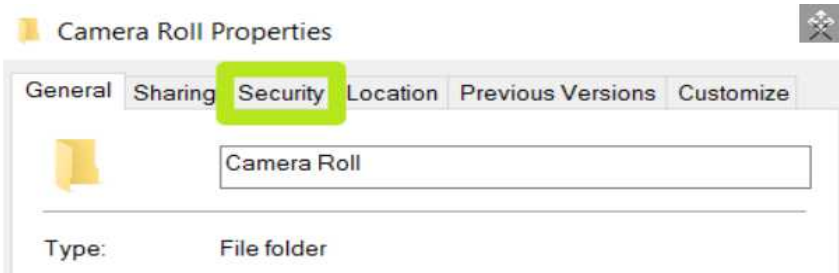 Camera Roll Properties
General Sharing Security Location Previous Versions Customize
Camera Roll
Type: File folder